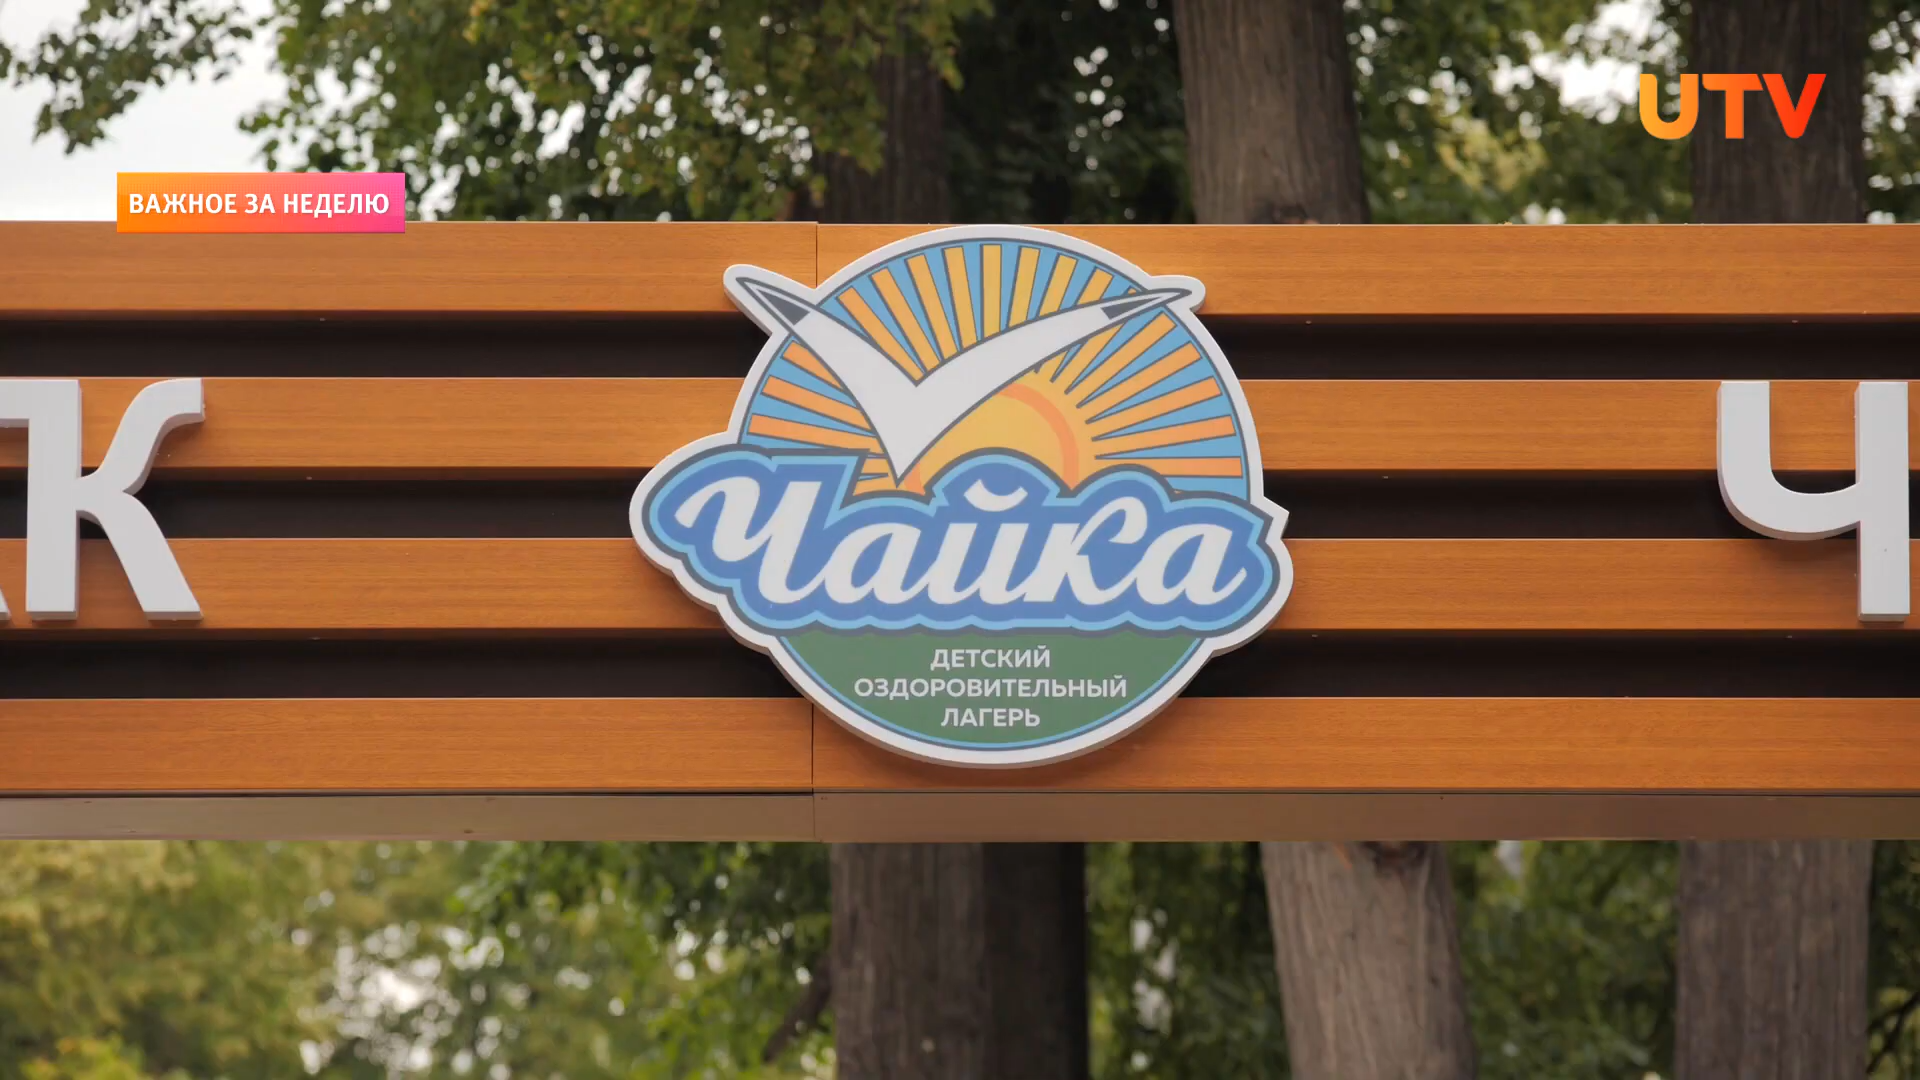 UTV
ВАЖНОЕ ЗА НЕДЕЛЮ
К Ч
Чайка
ДЕТСКИЙ
ОЗДОРОВИТЕЛЬНЫЙ
ЛАГЕРЬ